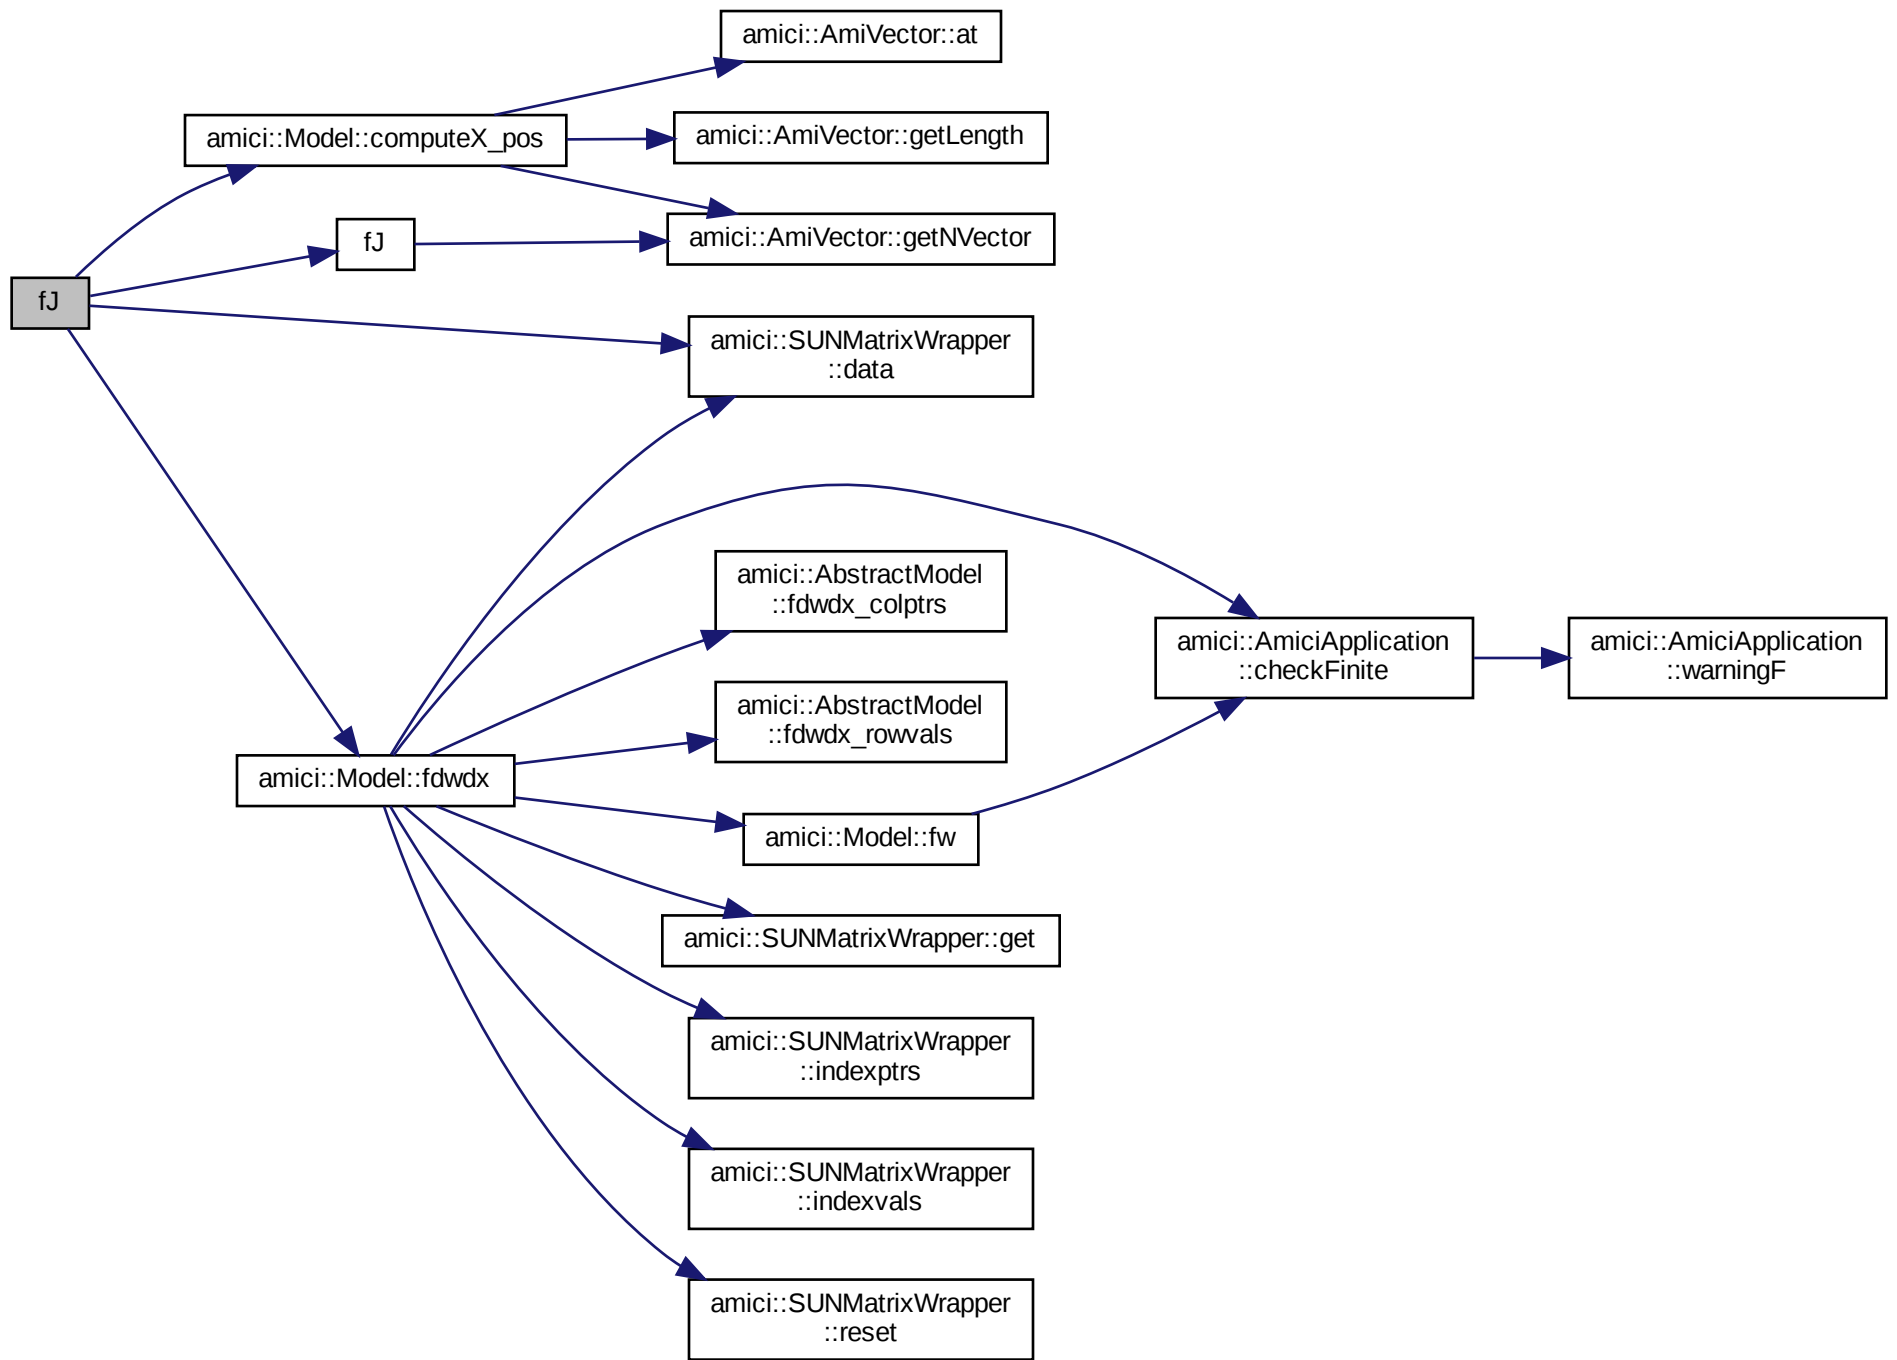 amici::AmiVector::at
amici::Model::computeX_pos
amici::AmiVector::getLength
fJ
amici::AmiVector::getNVector
fJ
amici::SUNMatrixWrapper
::data
amici::AbstractModel
::fdwdx_colptrs
amici::AmiciApplication
::checkFinite
amici::AmiciApplication
::warningF
amici::AbstractModel
::fdwdx_rowvals
amici::Model::fdwdx
amici::Model::fw
amici::SUNMatrixWrapper::get
amici::SUNMatrixWrapper
::indexptrs
amici::SUNMatrixWrapper
::indexvals
amici::SUNMatrixWrapper
::reset